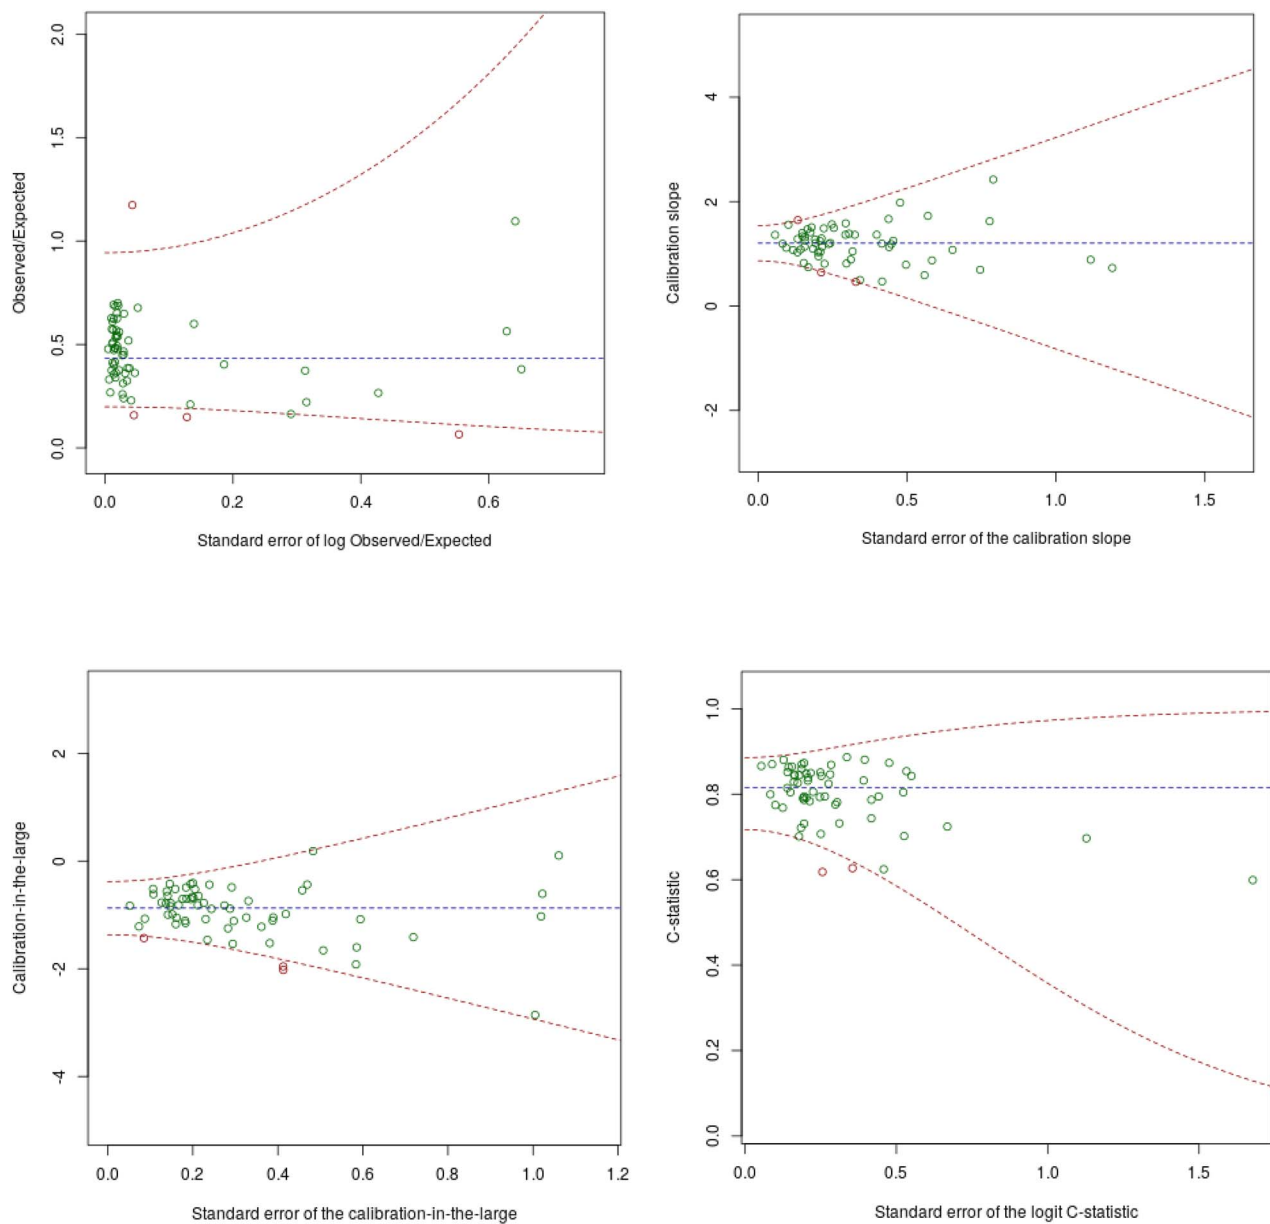 2.0
1.5
1.0
0.5
0.0
Observed/Expected
0.0 0.2 0.4 0.6
Standard error of log Observed/Expected
4
2
0
-2
Calibration slope
0.0 0.5 1.0 1.5
Standard error of the calibration slope
2
0
-2
-4
Calibration-in-the-large
0.0 0.2 0.4 0.6 0.8 1.0 1.2
Standard error of the calibration-in-the-large
1.0
0.8
0.6
0.4
0.2
0.0
C-statistic
0.0 0.5 1.0 1.5
Standard error of the logit C-statistic